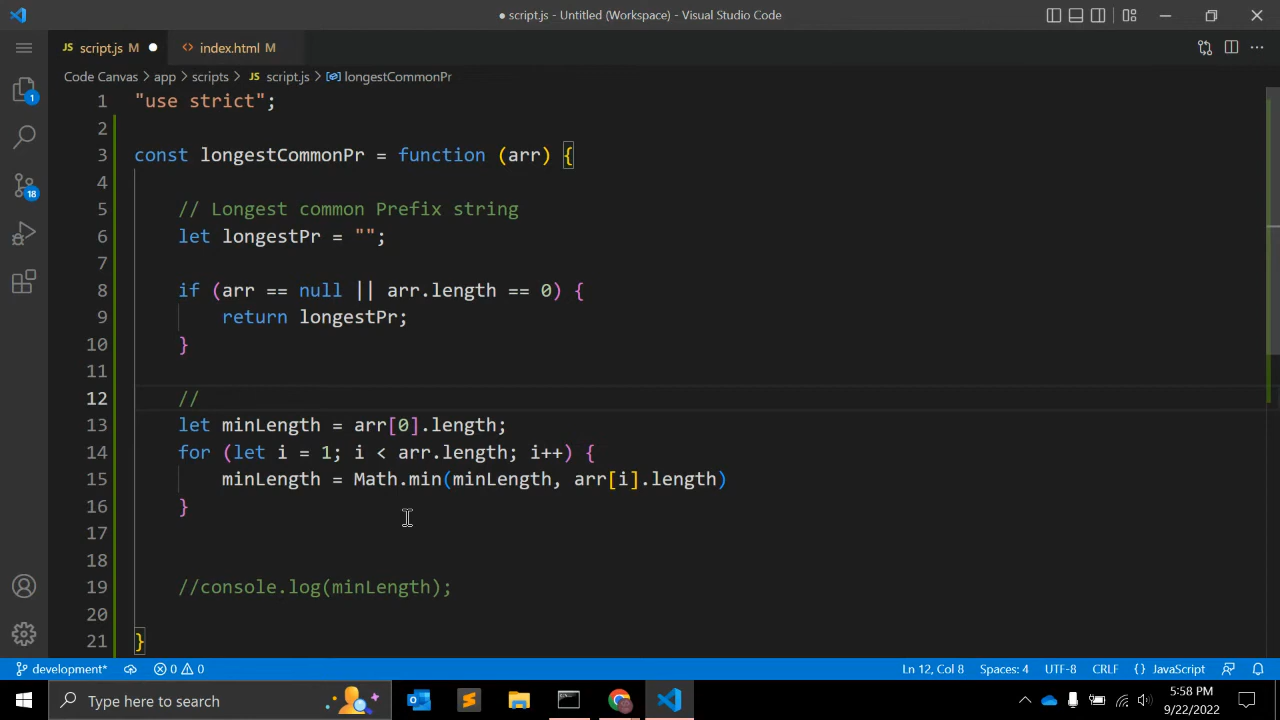 ● script.js - Untitled (Workspace) - Visual Studio Code
JS script.js M ●
<> index.html M
Code Canvas > app > scripts > JS script.js > longestCommonPr
1 "use strict";
2
3 const longestCommonPr = function (arr) {
4
5 // Longest common Prefix string
6 let longestPr = "";
7
8 if (arr == null || arr.length == 0) {
9 return longestPr;
10 }
11
12 //
13 let minLength = arr[0].length;
14 for (let i = 1; i < arr.length; i++) {
15 minLength = Math.min(minLength, arr[i].length)
16 }
17
18
19 //console.log(minLength);
20
21 }
1
18
development* 0 0 Ln 12, Col 8 Spaces: 4 UTF-8 CRLF {} JavaScript
Type here to search
5:58 PM
9/22/2022